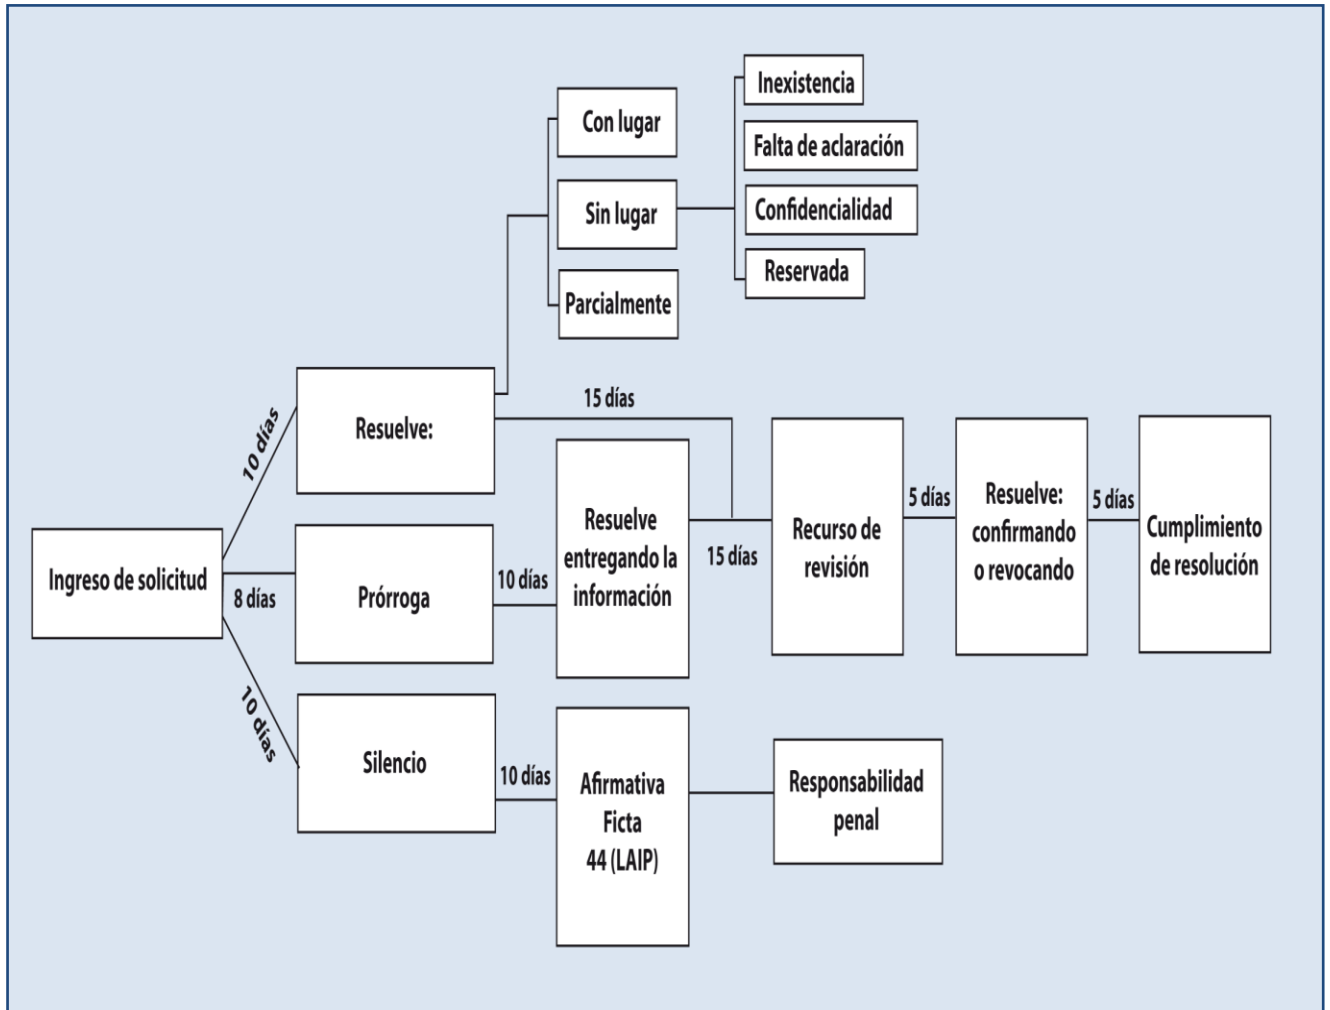 Inexistencia
Con lugar
Falta de aclaración
Sin lugar
Confidencialidad
Reservada
Parcialmente
10 días
Resuelve:
15 días
Ingreso de solicitud
8 días
Prórroga
10 días
Resuelve
entregando la
información
15 días
Recurso de
revisión
5 días
Resuelve:
confirmando
o revocando
5 días
Cumplimiento
de resolución
10 días
Silencio
10 días
Afirmativa
Ficta
44 (LAIP)
Responsabilidad
penal